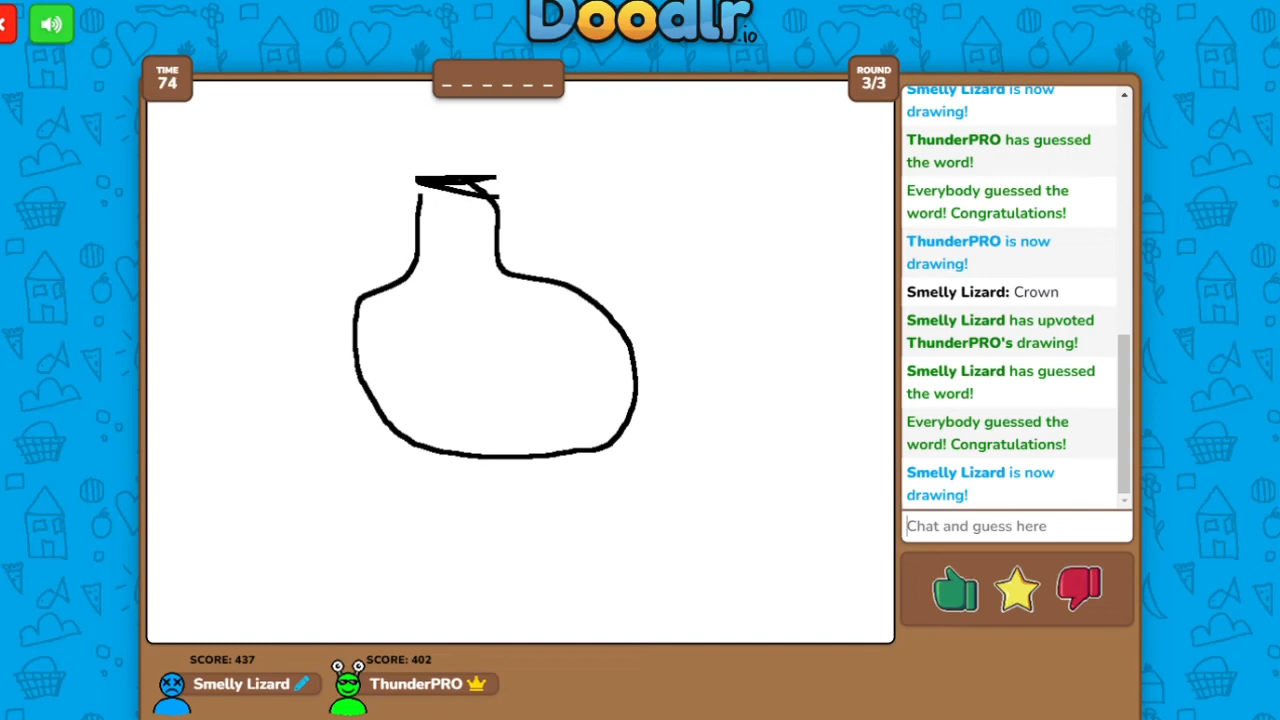 Doodlr.io
TIME
74
_ _ _ _ _ _
ROUND
3/3
Smelly Lizard is now
drawing!
ThunderPRO has guessed
the word!
Everybody guessed the
word! Congratulations!
ThunderPRO is now
drawing!
Smelly Lizard: Crown
Smelly Lizard has upvoted
ThunderPRO's drawing!
Smelly Lizard has guessed
the word!
Everybody guessed the
word! Congratulations!
Smelly Lizard is now
drawing!
Chat and guess here
SCORE: 437
Smelly Lizard
SCORE: 402
ThunderPRO